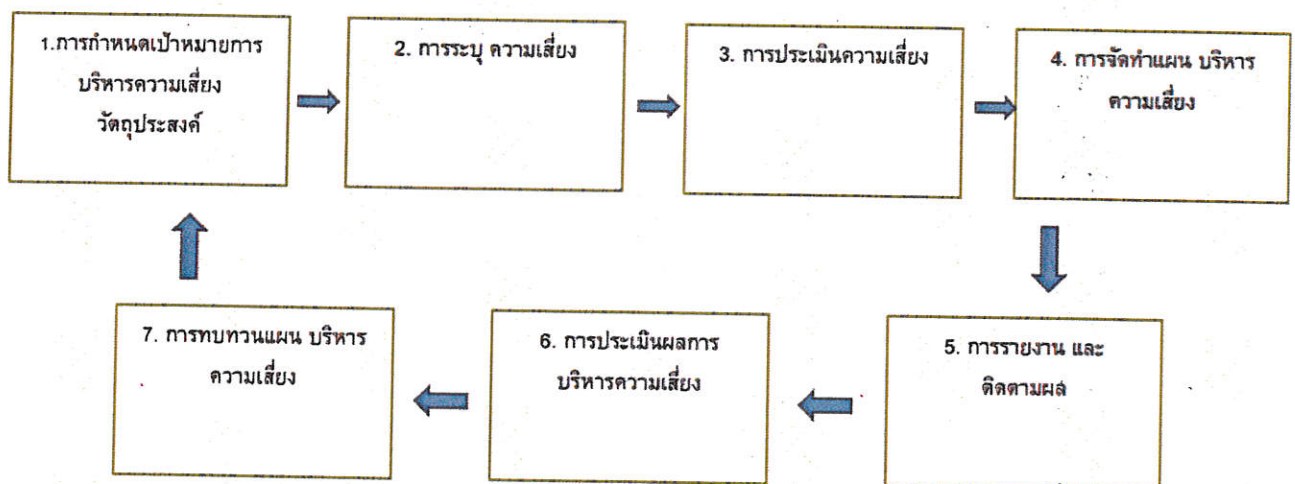 1.การกำหนดเป้าหมายการ
บริหารความเสี่ยง
วัตถุประสงค์
2. การระบุ ความเสี่ยง
3. การประเมินความเสี่ยง
4. การจัดทำแผน บริหาร
ความเสี่ยง
5. การรายงาน และ
ติดตามผล
6. การประเมินผลการ
บริหารความเสี่ยง
7. การทบทวนแผน บริหาร
ความเสี่ยง